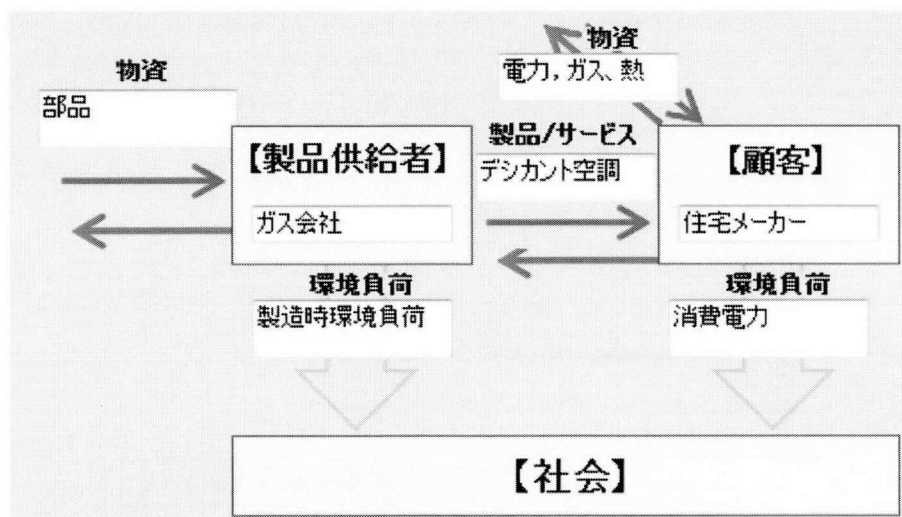 物資
電力，ガス、熱
物資
部品
製品/サービス
デシカント空調
【製品供給者】
ガス会社
【顧客】
住宅メーカー
環境負荷
製造時環境負荷
環境負荷
消費電力
【社会】